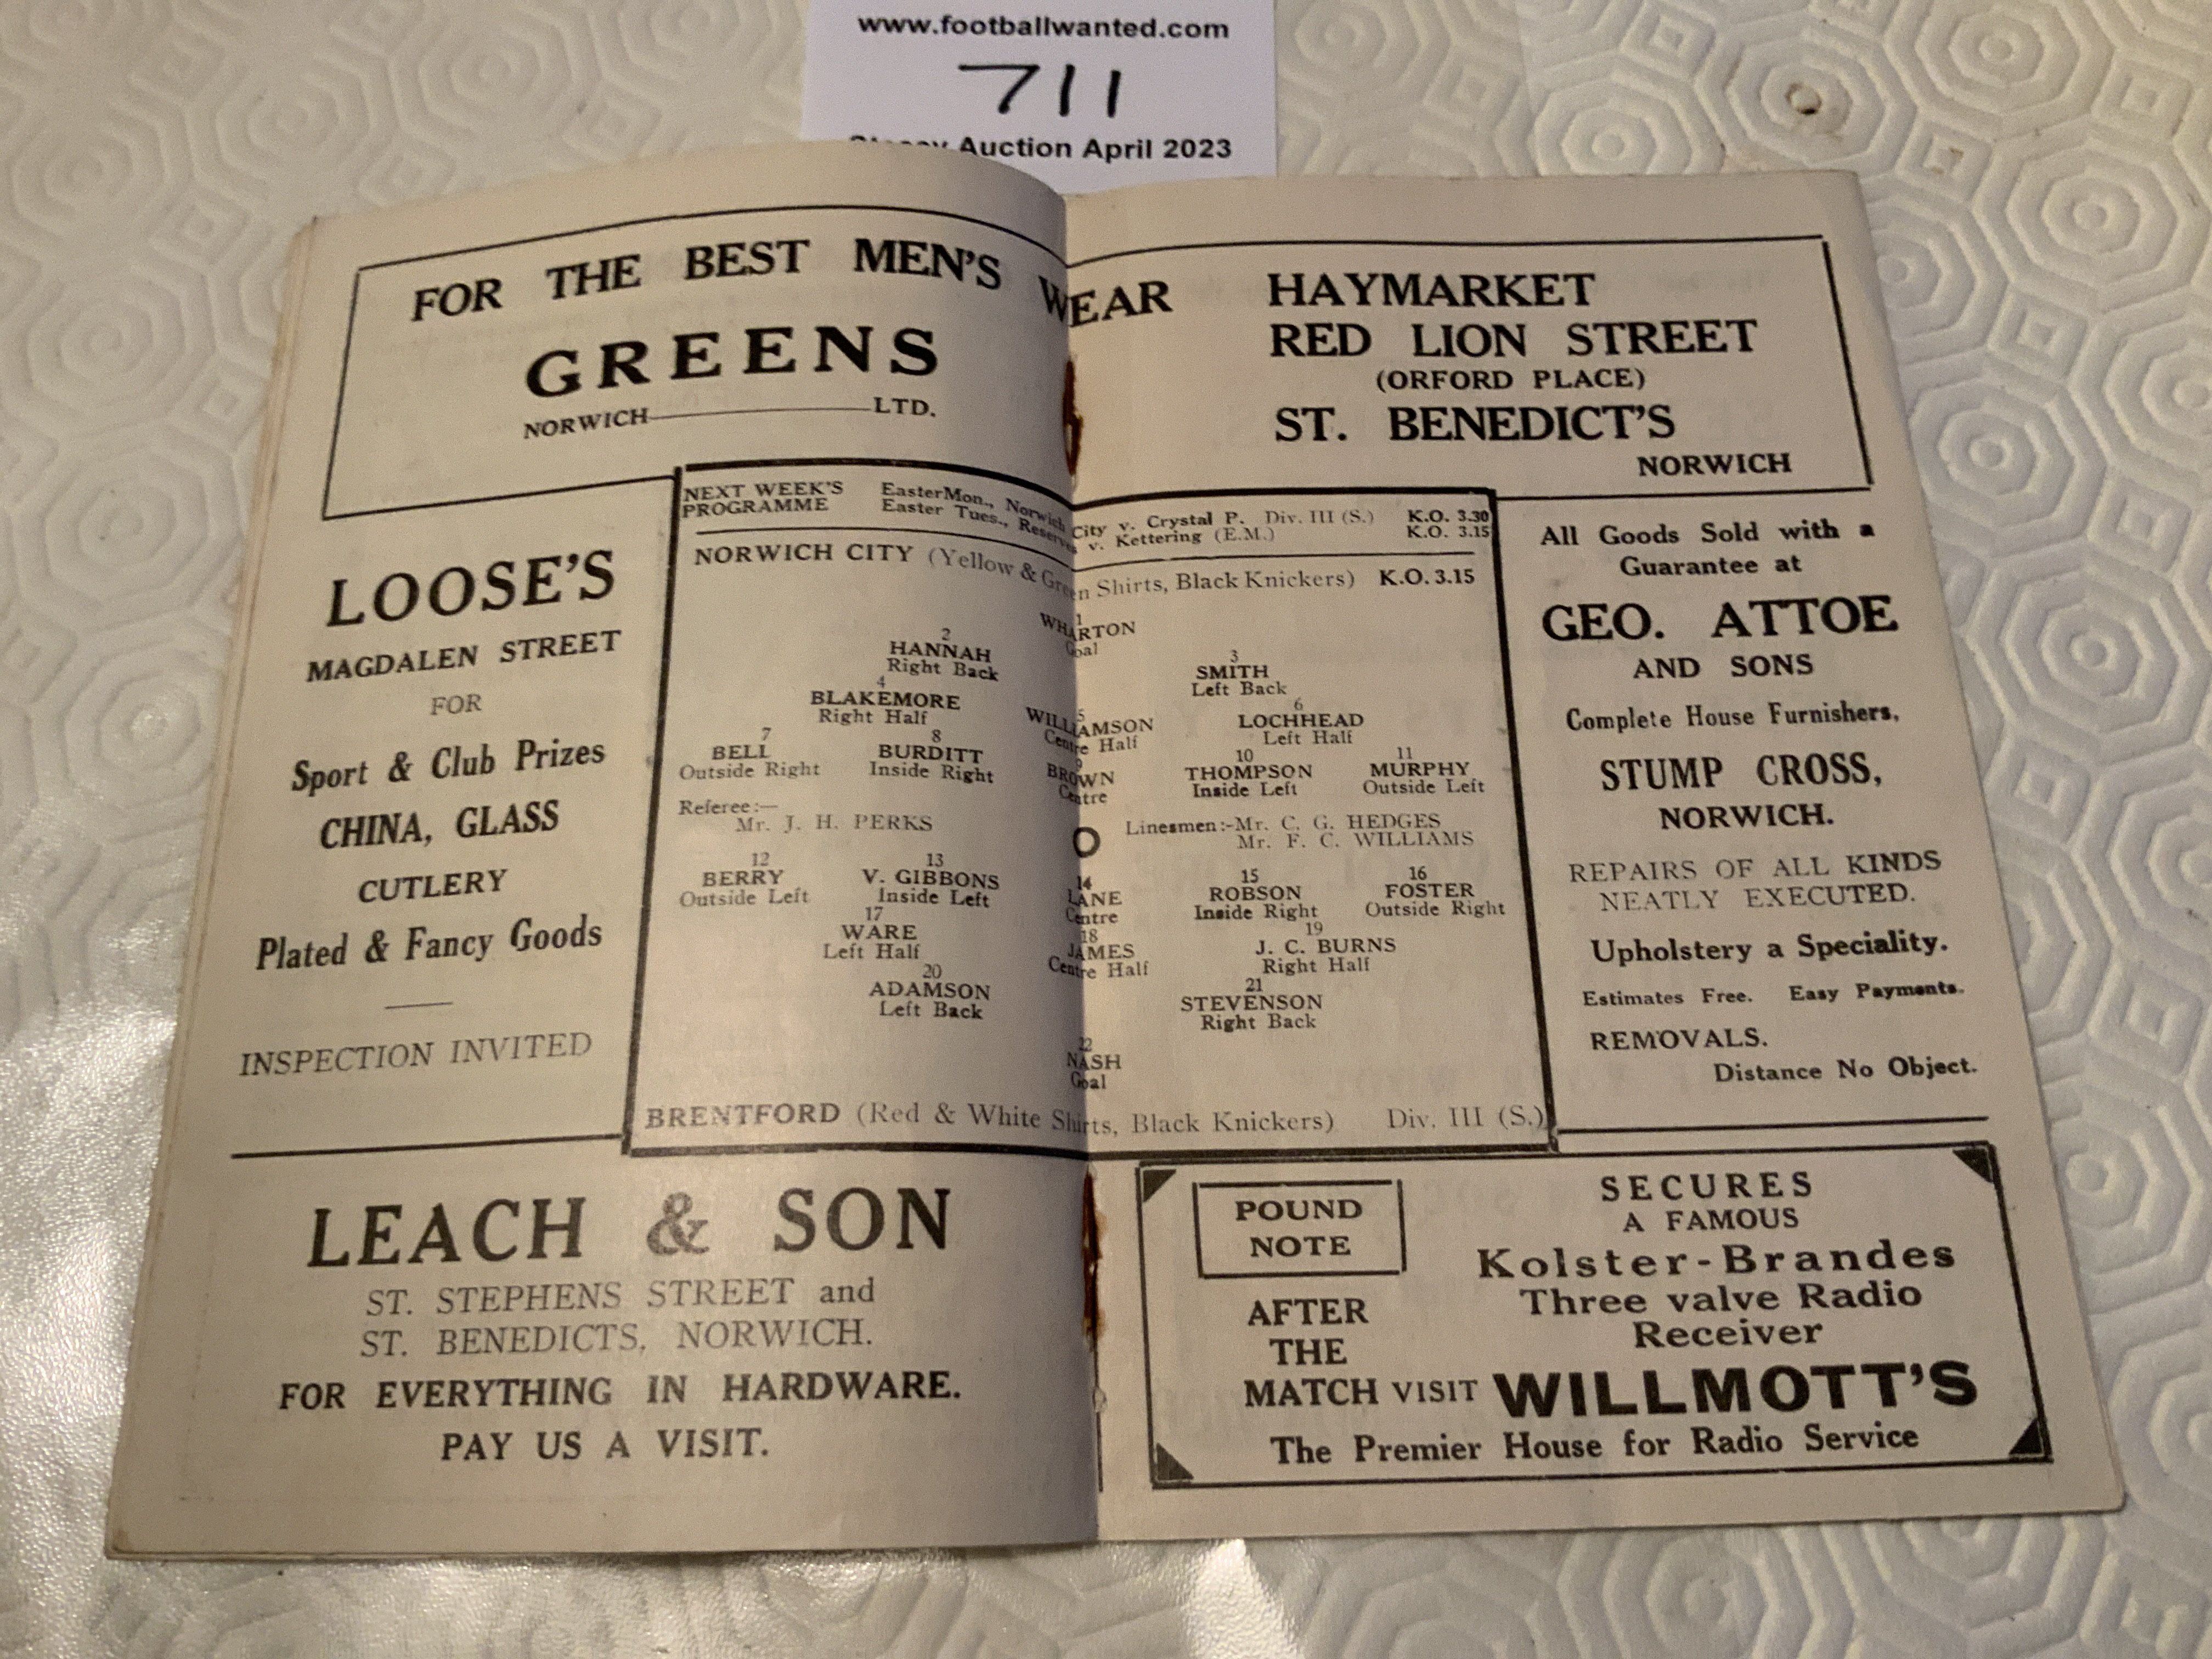 www.footballwanted.com
711
Auction April 2023
FOR THE BEST MEN'S WEAR
GREENS
NORWICH LTD.
HAYMARKET
RED LION STREET
(ORFORD PLACE)
ST. BENEDICT'S
NORWICH
LOOSE'S
MAGDALEN STREET
FOR
Sport & Club Prizes
CHINA, GLASS
CUTLERY
Plated & Fancy Goods
INSPECTION INVITED
NEXT WEEK'S PROGRAMME
Easter Mon., Norwich City v. Crystal P. Div. III (S.) K.O. 3.30
Easter Tues., Reserves v. Kettering (E.M.) K.O. 3.15
NORWICH CITY (Yellow & Green Shirts, Black Knickers) K.O. 3.15
1
WHARTON
Goal
2 3
HANNAH SMITH
Right Back Left Back
4 5 6
BLAKEMORE WILLIAMSON LOCHHEAD
Right Half Centre Half Left Half
7 8 9 10 11
BELL BURDITT BROWN THOMPSON MURPHY
Outside Right Inside Right Centre Inside Left Outside Left
Referee:— Linesmen:-Mr. C. G. HEDGES
Mr. J. H. PERKS O Mr. F. C. WILLIAMS
12 13 14 15 16
BERRY V. GIBBONS LANE ROBSON FOSTER
Outside Left Inside Left Centre Inside Right Outside Right
17 18 19
WARE JAMES J. C. BURNS
Left Half Centre Half Right Half
20 21
ADAMSON STEVENSON
Left Back Right Back
22
NASH
Goal
BRENTFORD (Red & White Shirts, Black Knickers) Div. III (S.)
All Goods Sold with a
Guarantee at
GEO. ATTOE
AND SONS
Complete House Furnishers,
STUMP CROSS,
NORWICH.
REPAIRS OF ALL KINDS
NEATLY EXECUTED.
Upholstery a Speciality.
Estimates Free. Easy Payments.
REMOVALS.
Distance No Object.
LEACH & SON
ST. STEPHENS STREET and
ST. BENEDICTS, NORWICH.
FOR EVERYTHING IN HARDWARE.
PAY US A VISIT.
POUND
NOTE
SECURES
A FAMOUS
Kolster-Brandes
Three valve Radio
Receiver
AFTER
THE
MATCH VISIT WILLMOTT'S
The Premier House for Radio Service